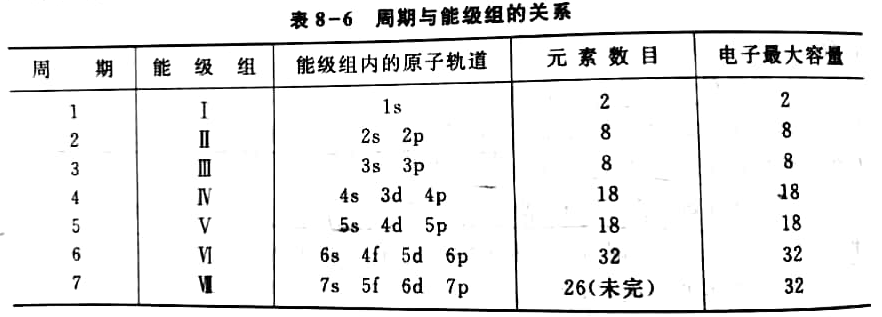 表8-6 周期与能级组的关系
周 期 能 级 组 能级组内的原子轨道 元 素 数 目 电子最大容量
1 Ⅰ 1s 2 2
2 Ⅱ 2s 2p 8 8
3 Ⅲ 3s 3p 8 8
4 Ⅳ 4s 3d 4p 18 18
5 Ⅴ 5s 4d 5p 18 18
6 Ⅵ 6s 4f 5d 6p 32 32
7 Ⅶ 7s 5f 6d 7p 26(未完) 32